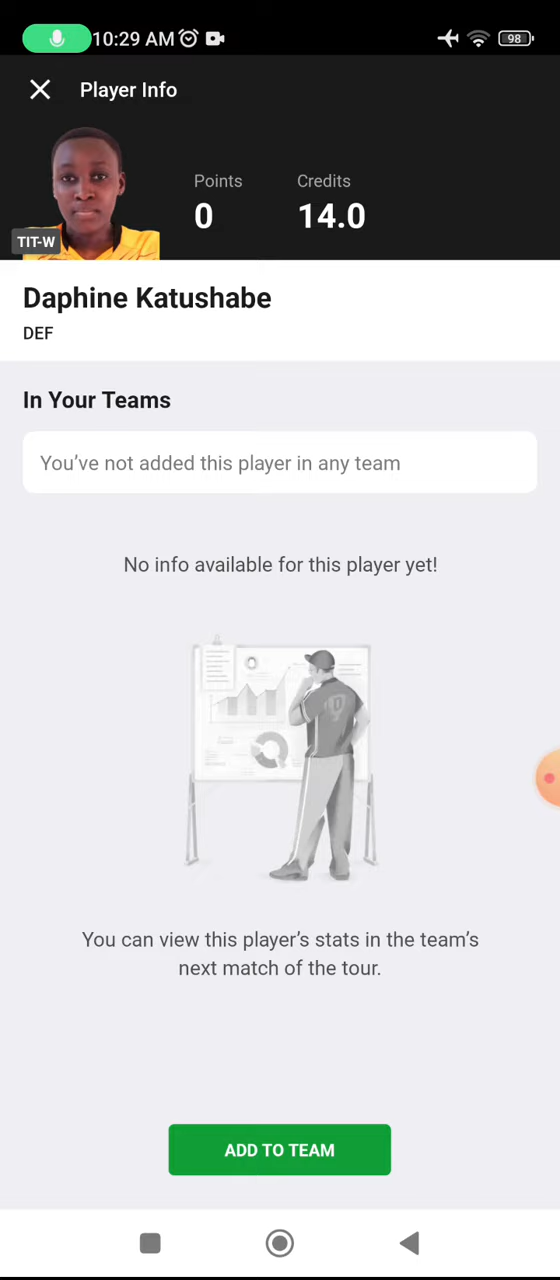 10:29 AM
98
Player Info
Points
Credits
0
14.0
TIT-W
Daphine Katushabe
DEF
In Your Teams
You’ve not added this player in any team
No info available for this player yet!
D
You can view this player’s stats in the team’s
next match of the tour.
ADD TO TEAM